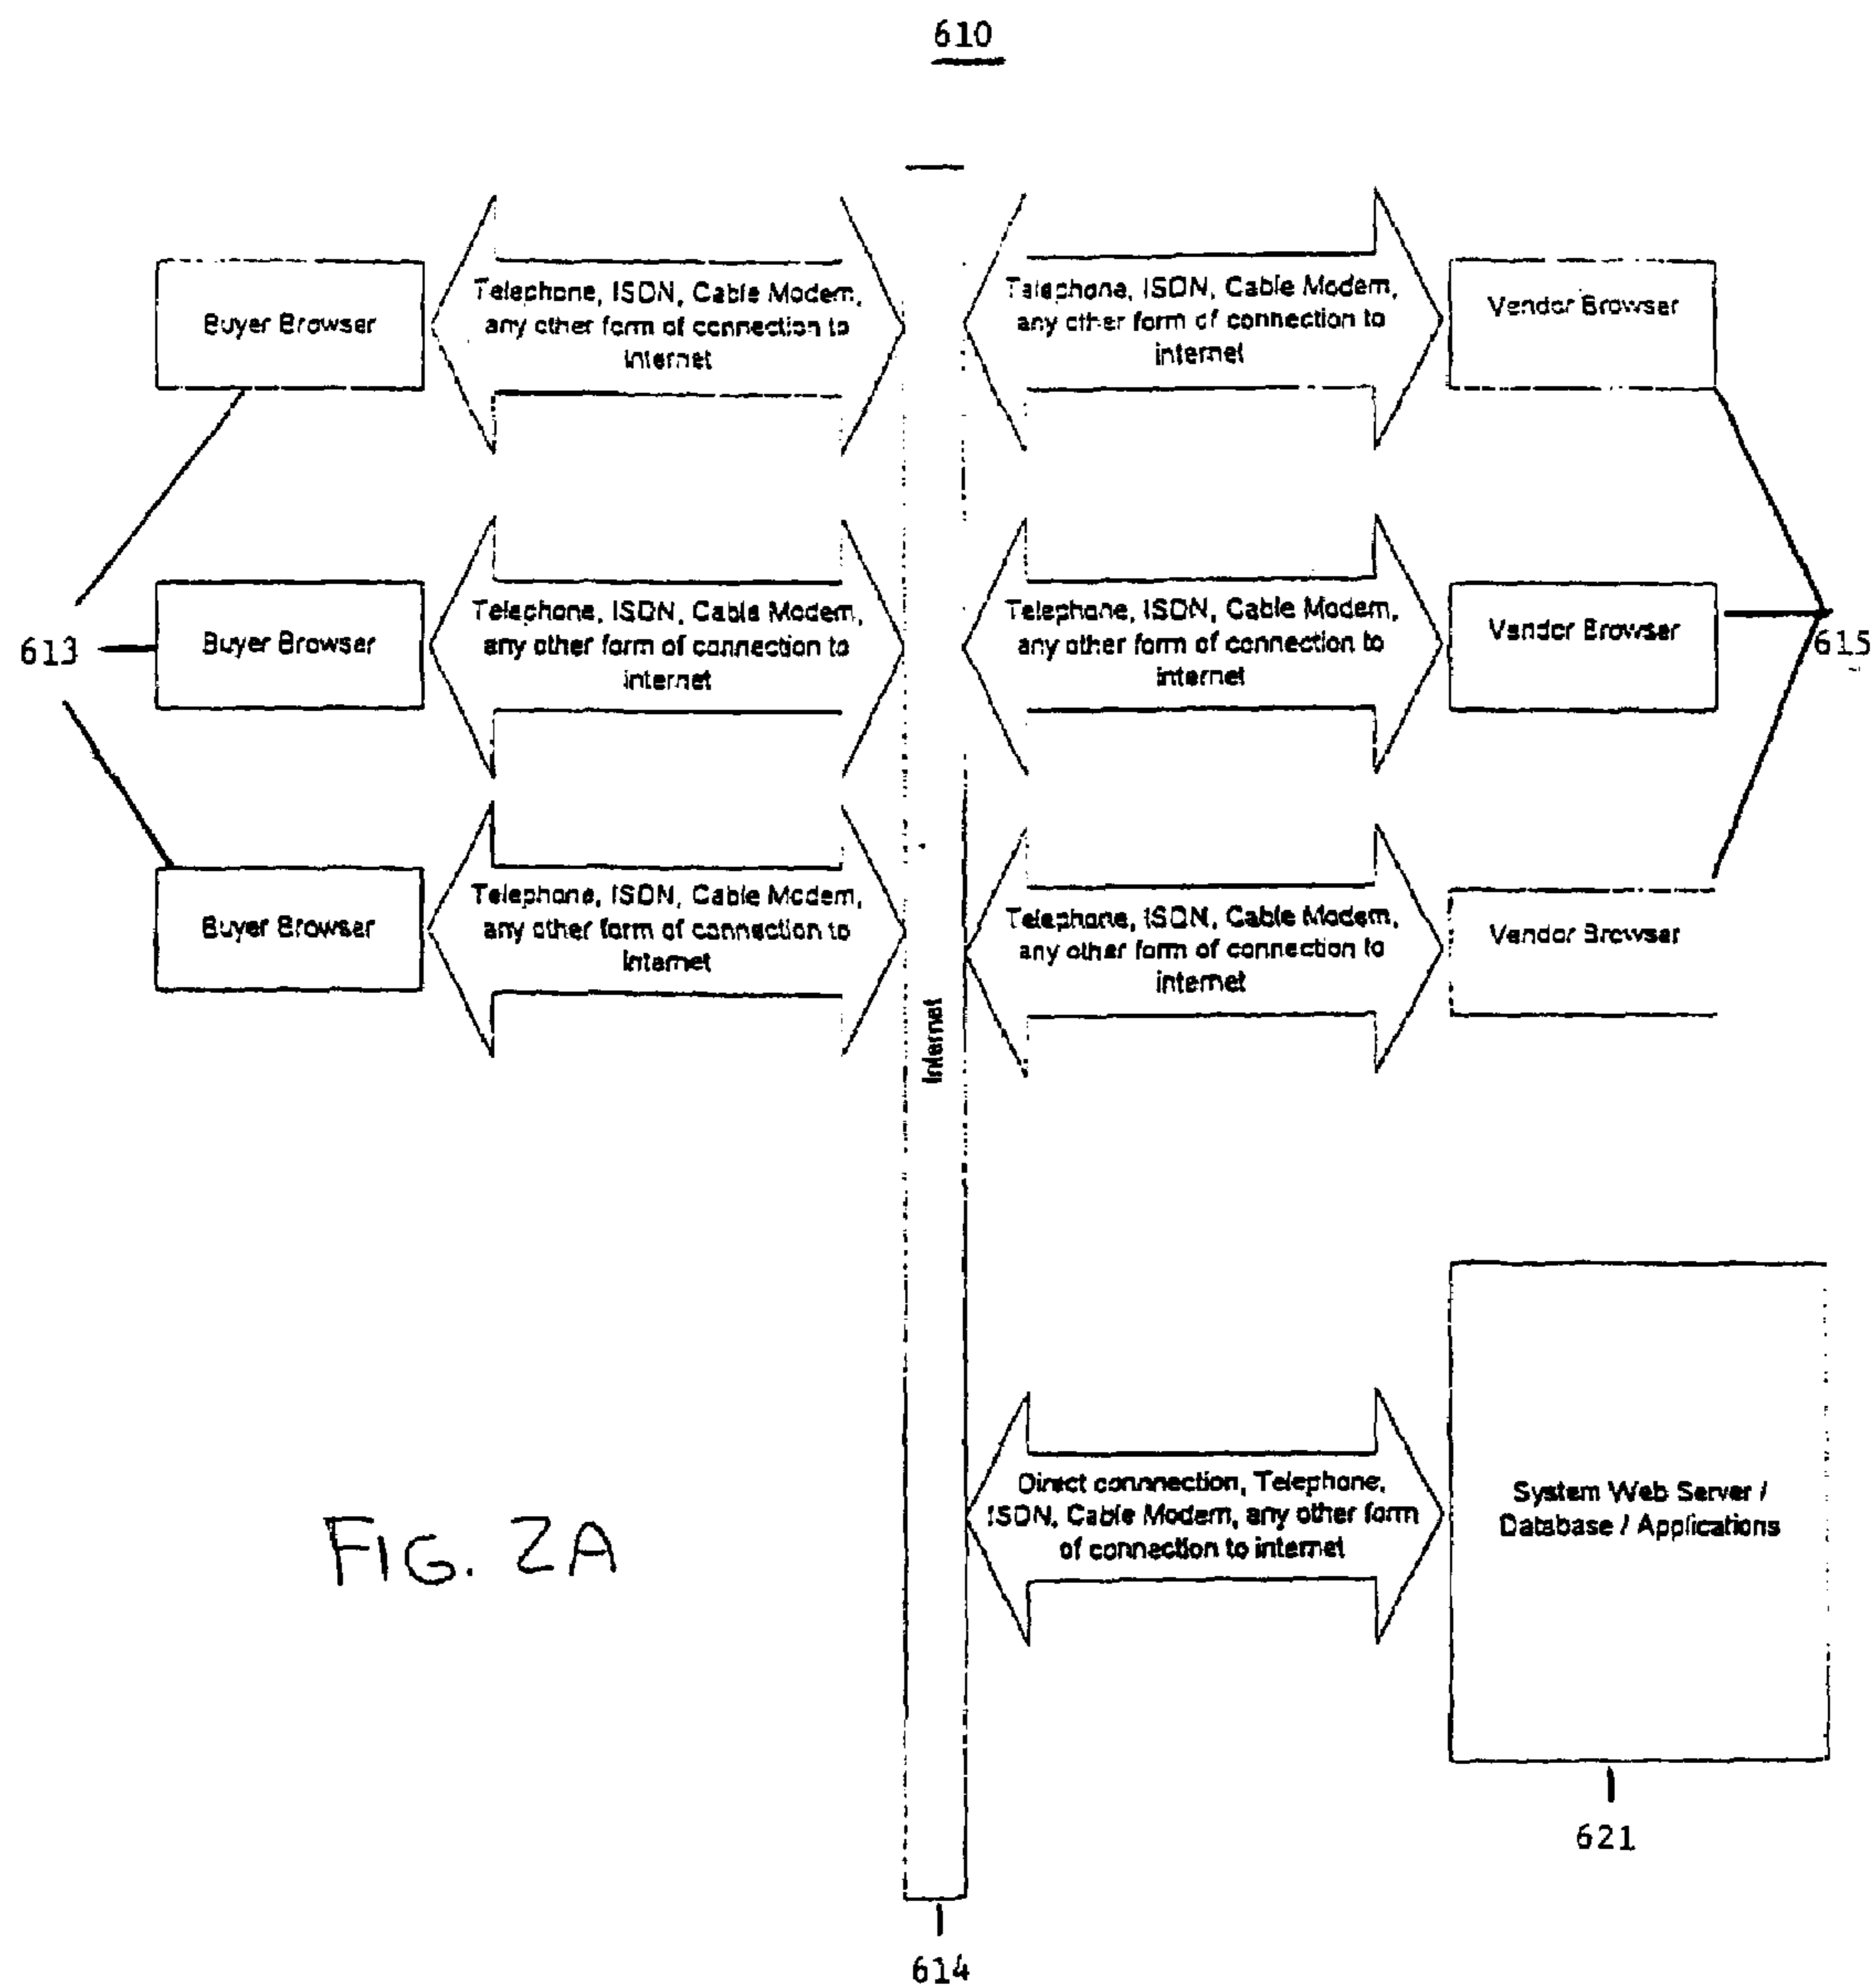 610
Buyer Browser
Telephone, ISDN, Cable Modem,
any other form of connection to
internet
Telephone, ISDN, Cable Modem,
any other form of connection to
internet
Vendor Browser
613
Buyer Browser
Telephone, ISDN, Cable Modem,
any other form of connection to
internet
Telephone, ISDN, Cable Modem,
any other form of connection to
internet
Vendor Browser
615
Buyer Browser
Telephone, ISDN, Cable Modem,
any other form of connection to
internet
Telephone, ISDN, Cable Modem,
any other form of connection to
internet
Vendor Browser
Internet
Direct connnection, Telephone,
ISDN, Cable Modem, any other form
of connection to internet
System Web Server /
Database / Applications
FIG. 2A
621
614